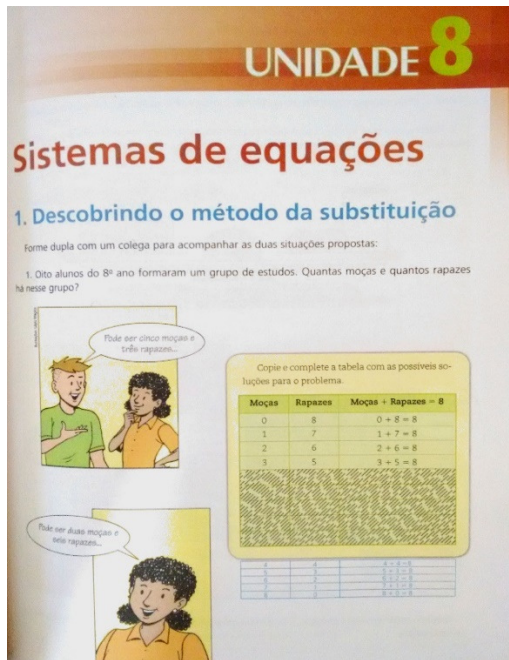 UNIDADE 8
Sistemas de equações
1. Descobrindo o método da substituição
Forme dupla com um colega para acompanhar as duas situações propostas:
1. Oito alunos do 8º ano formaram um grupo de estudos. Quantas moças e quantos rapazes
há nesse grupo?
Pode ser cinco moças e
três rapazes...
Copie e complete a tabela com as possíveis so-
luções para o problema.
Moças Rapazes Moças + Rapazes = 8
0 8 0 + 8 = 8
1 7 1 + 7 = 8
2 6 2 + 6 = 8
3 5 3 + 5 = 8
Pode ser duas moças e
seis rapazes...
4 4 4 + 4 = 8